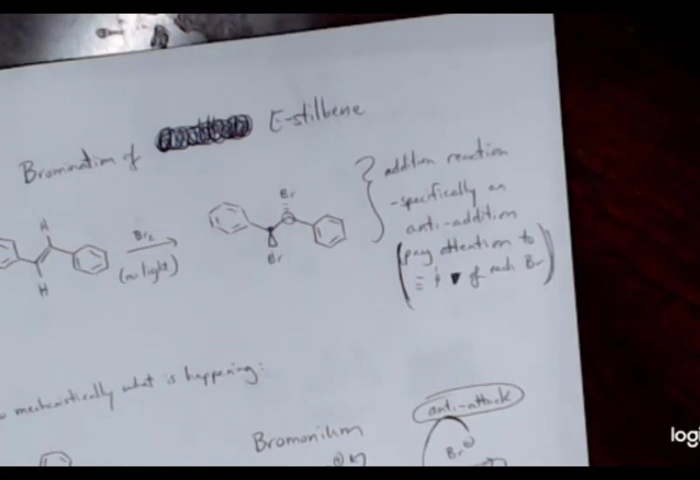 Bromination of E-stilbene
Br
H
Br₂
(no light)
Br
H
addition reaction
-specifically an
anti-addition
(pay attention to
of each Br)
mechanistically what is happening:
Bromonium
anti-attack
Br
logi